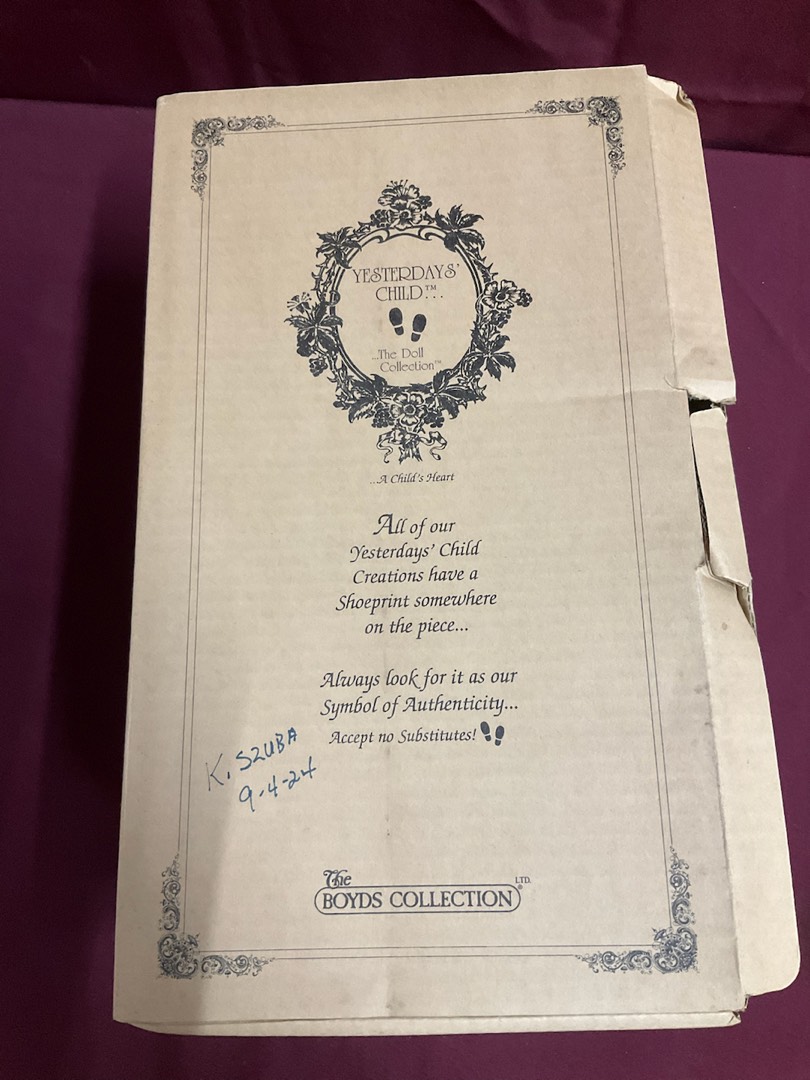 YESTERDAYS'
CHILD™...
...The Doll
Collection™
...A Child's Heart
All of our
Yesterdays' Child
Creations have a
Shoeprint somewhere
on the piece...
Always look for it as our
Symbol of Authenticity...
Accept no Substitutes!
K. SZUBA
9-4-24
The LTD.
BOYDS COLLECTION®